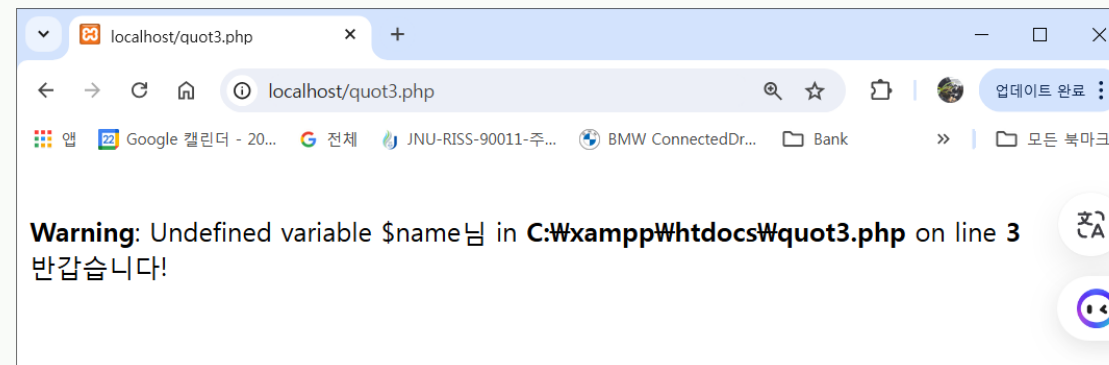 localhost/quot3.php
localhost/quot3.php
업데이트 완료
앱
22
Google 캘린더 - 20...
G 전체
JNU-RISS-90011-주...
BMW ConnectedDr...
Bank
모든 북마크
Warning: Undefined variable $name님 in C:₩xampp₩htdocs₩quot3.php on line 3
반갑습니다!